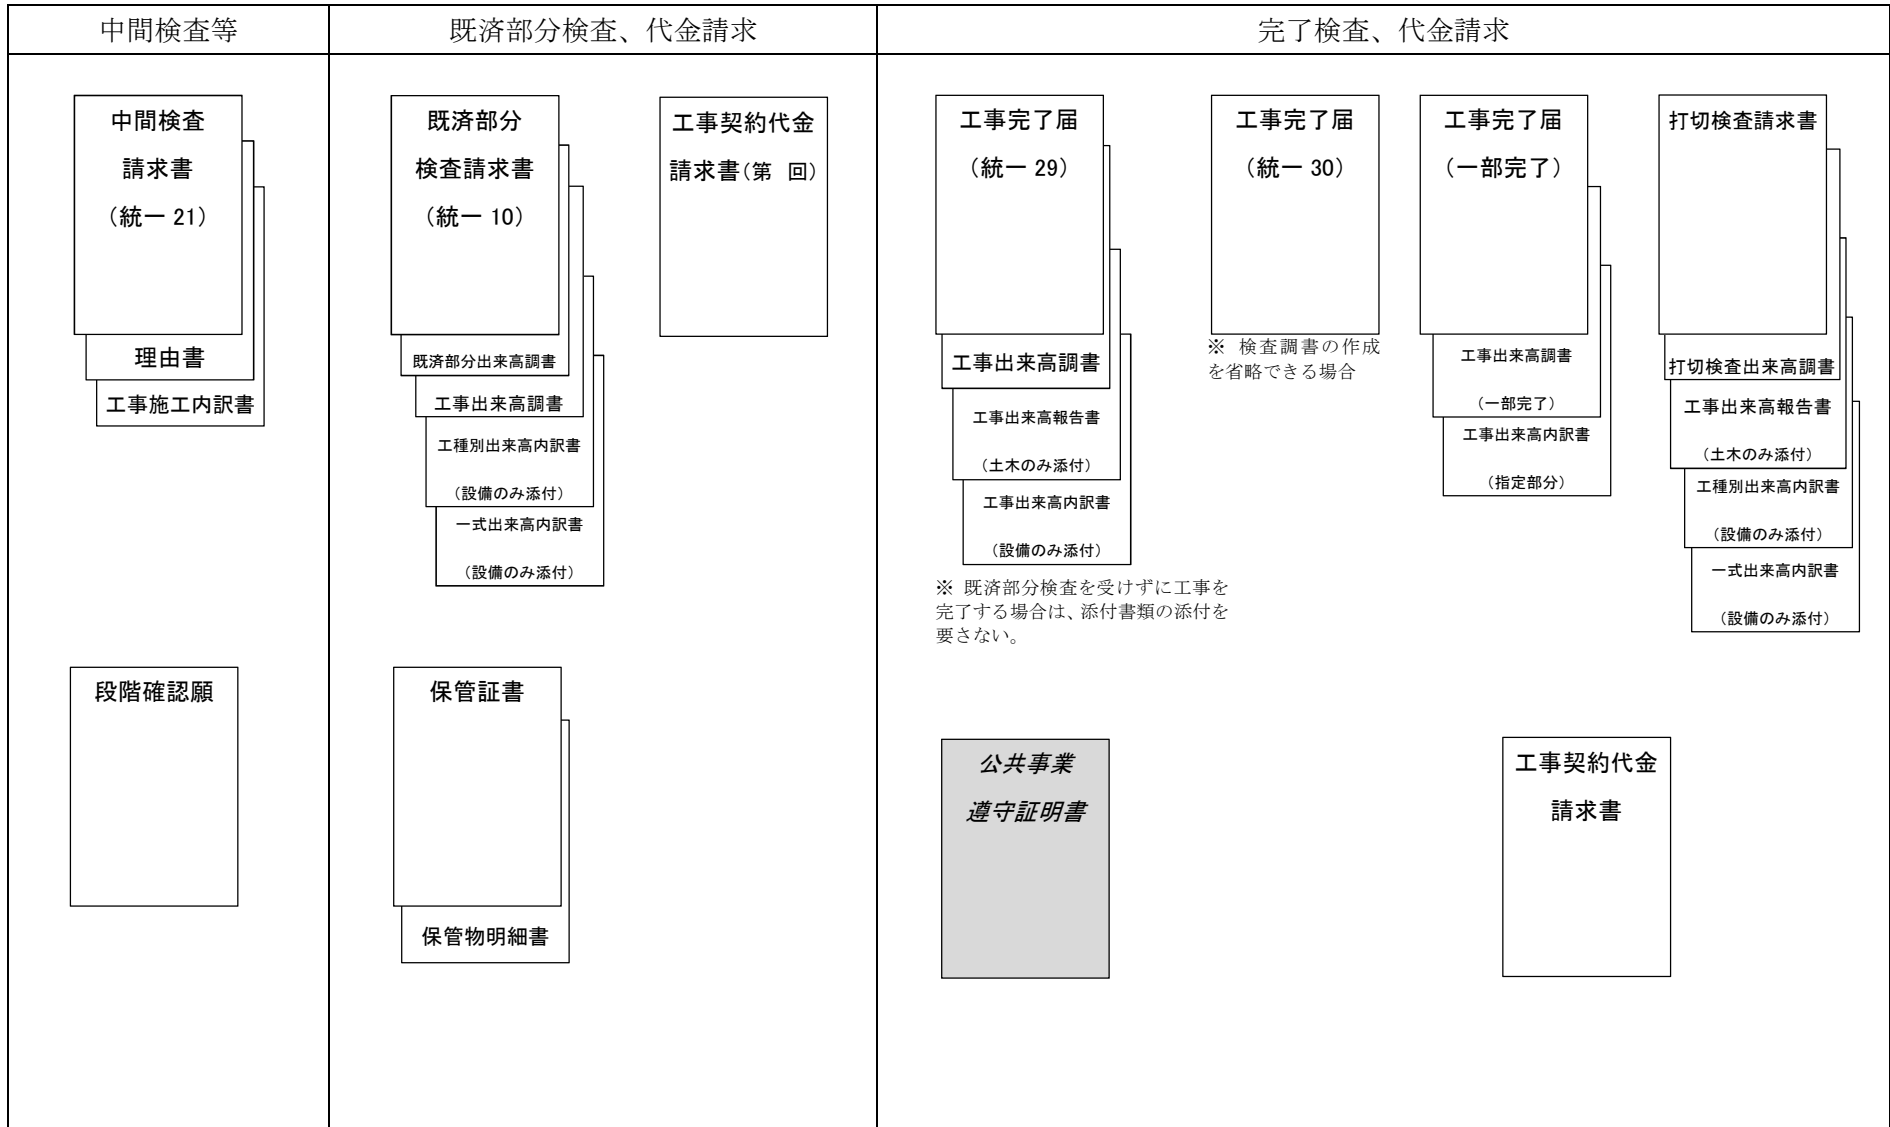 中間検査等
既済部分検査、代金請求
完了検査、代金請求
中間検査
請求書
（統一 21）
理由書
工事施工内訳書
既済部分
検査請求書
（統一 10）
既済部分出来高調書
工事出来高調書
工種別出来高内訳書
（設備のみ添付）
一式出来高内訳書
（設備のみ添付）
工事契約代金
請求書（第　回）
工事完了届
（統一 29）
工事出来高調書
工事出来高報告書
（土木のみ添付）
工事出来高内訳書
（設備のみ添付）
※ 既済部分検査を受けずに工事を
完了する場合は、添付書類の添付を
要さない。
工事完了届
（統一 30）
※ 検査調書の作成
を省略できる場合
工事完了届
（一部完了）
工事出来高調書
（一部完了）
工事出来高内訳書
（指定部分）
打切検査請求書
打切検査出来高調書
工事出来高報告書
（土木のみ添付）
工種別出来高内訳書
（設備のみ添付）
一式出来高内訳書
（設備のみ添付）
段階確認願
保管証書
保管物明細書
公共事業
遵守証明書
工事契約代金
請求書